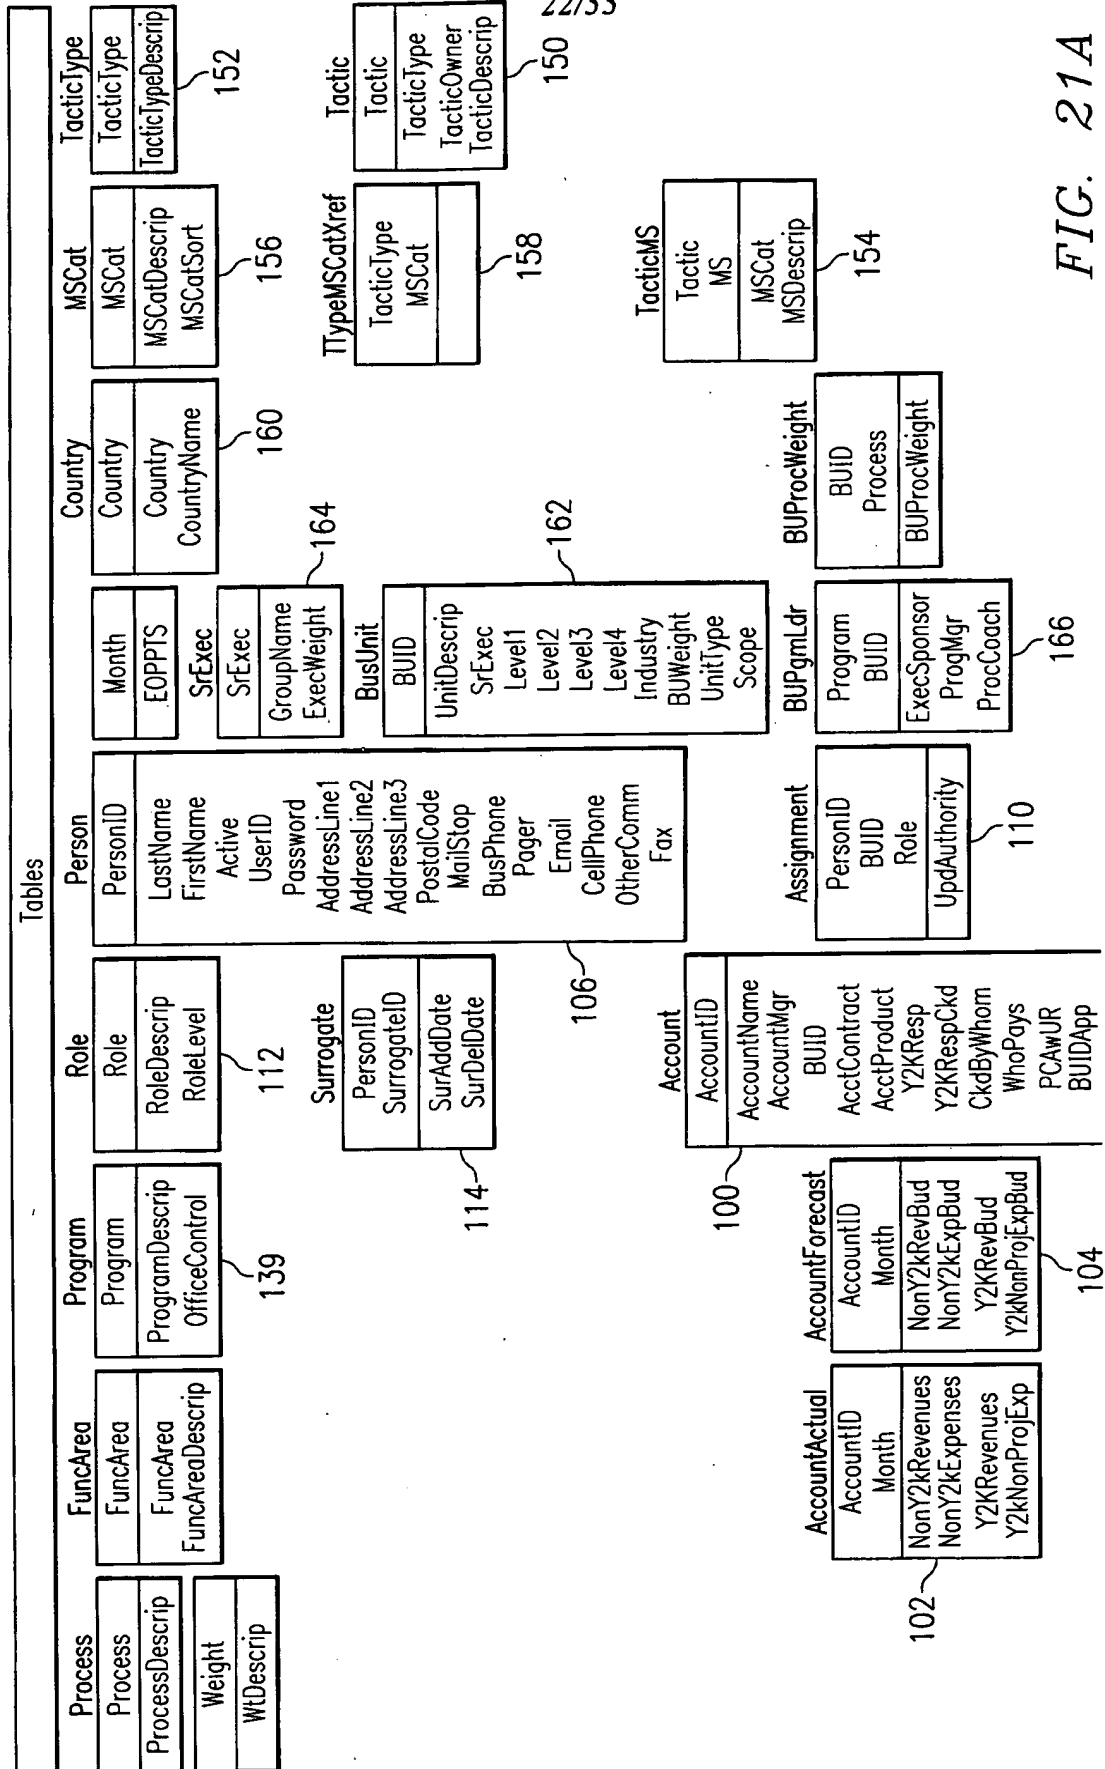 22/33
Tables
Process
Process
ProcessDescrip
Weight
WtDescrip
FuncArea
FuncArea
FuncArea
FuncAreaDescrip
Program
Program
ProgramDescrip
OfficeControl
139
Role
Role
RoleDescrip
RoleLevel
112
Person
PersonID
LastName
FirstName
Active
UserID
Password
AddressLine1
AddressLine2
AddressLine3
PostalCode
MailStop
BusPhone
Pager
Email
CellPhone
OtherComm
Fax
106
Month
EOPPTS
SrExec
SrExec
GroupName
ExecWeight
164
Country
Country
Country
CountryName
160
MSCat
MSCat
MSCatDescrip
MSCatSort
156
TacticType
TacticType
TacticTypeDescrip
152
Surrogate
PersonID
SurrogateID
SurAddDate
SurDelDate
114
BusUnit
BUID
UnitDescrip
SrExec
Level1
Level2
Level3
Level4
Industry
BUWeight
UnitType
Scope
162
TTypeMSCatXref
TacticType
MSCat
158
Tactic
Tactic
TacticType
TacticOwner
TacticDescrip
150
TacticMS
Tactic
MS
MSCat
MSDescrip
154
AccountActual
AccountID
Month
NonY2kRevenues
NonY2kExpenses
Y2KRevenues
Y2kNonProjExp
102
AccountForecast
AccountID
Month
NonY2kRevBud
NonY2kExpBud
Y2KRevBud
Y2kNonProjExpBud
104
Account
AccountID
AccountName
AccountMgr
BUID
AcctContract
AcctProduct
Y2KResp
Y2KRespCkd
CkdByWhom
WhoPays
PCAwUR
BUIDApp
100
Assignment
PersonID
BUID
Role
UpdAuthority
110
BUPgmLdr
Program
BUID
ExecSponsor
ProgMgr
ProcCoach
166
BUProcWeight
BUID
Process
BUProcWeight
FIG. 21A